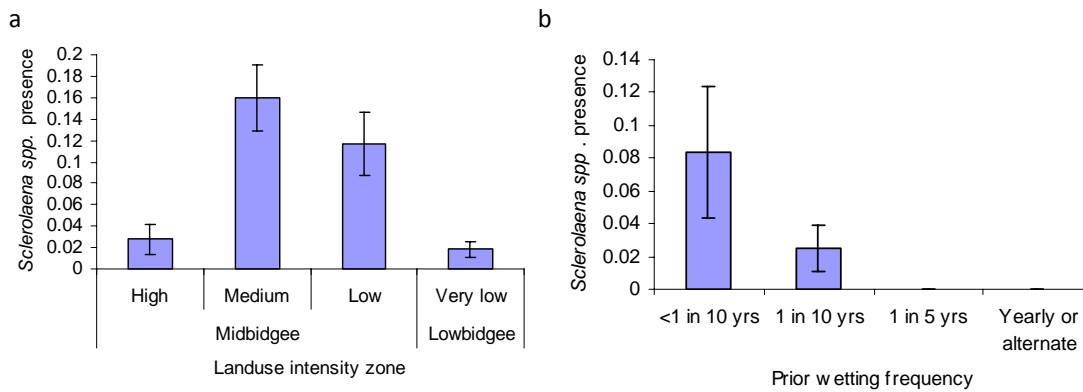 a
Sclerolaena spp. presence
0.2
0.18
0.16
0.14
0.12
0.1
0.08
0.06
0.04
0.02
0
High Medium Low Very low
Midbidgee Lowbidgee
Landuse intensity zone
b
Sclerolaena spp . presence
0.14
0.12
0.1
0.08
0.06
0.04
0.02
0
<1 in 10 yrs 1 in 10 yrs 1 in 5 yrs Yearly or
alternate
Prior wetting frequency